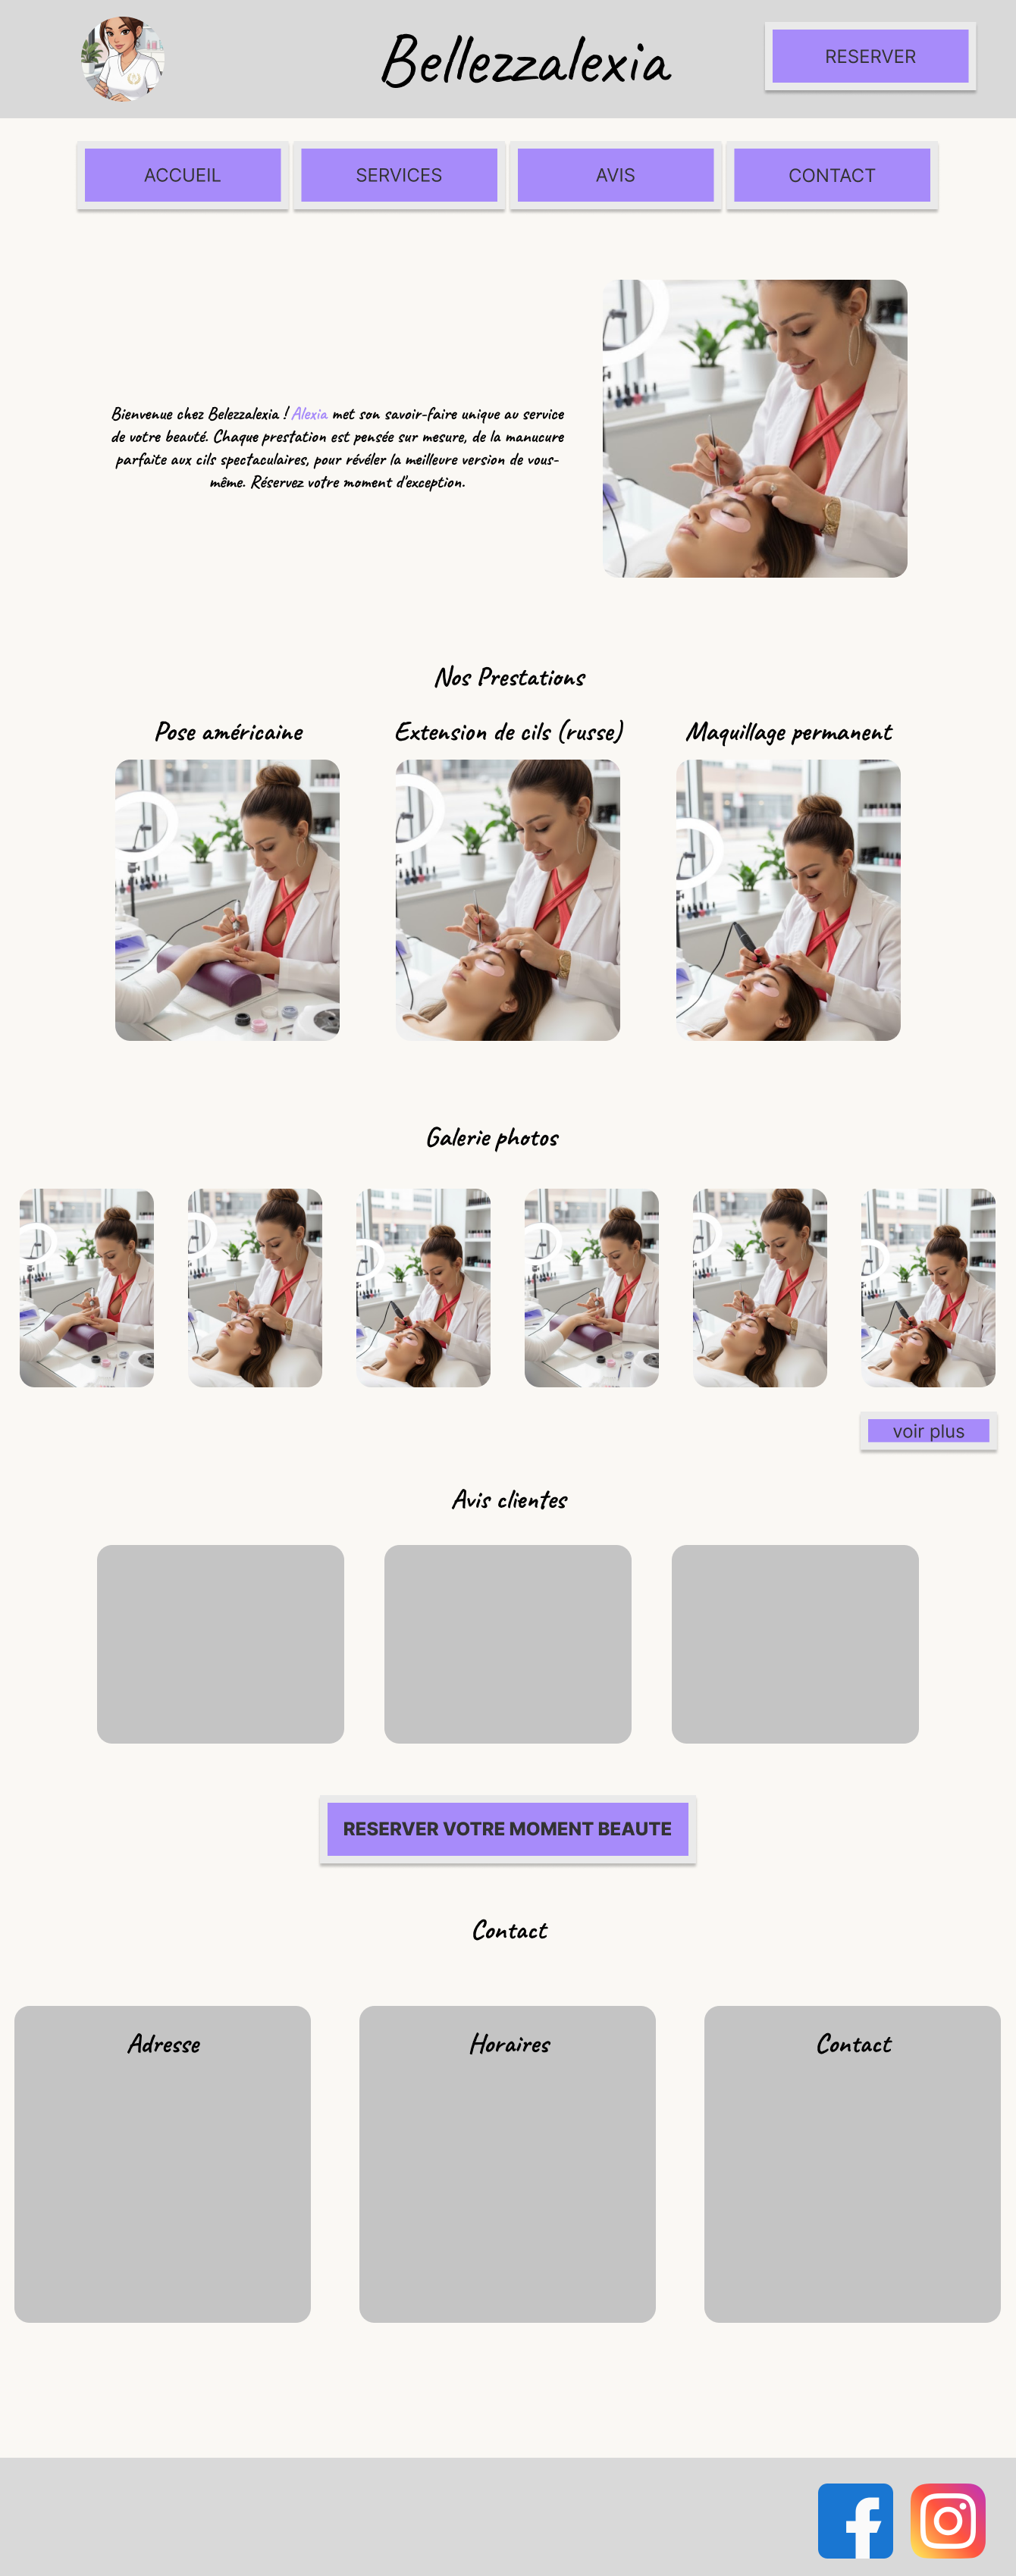 Bellezzalexia
RESERVER
ACCUEIL
SERVICES
AVIS
CONTACT
Bienvenue chez Belezzalexia ! Alexia met son savoir-faire unique au service
de votre beauté. Chaque prestation est pensée sur mesure, de la manucure
parfaite aux cils spectaculaires, pour révéler la meilleure version de vous-
même. Réservez votre moment d'exception.
Nos Prestations
Pose américaine
Extension de cils (russe)
Maquillage permanent
Galerie photos
voir plus
Avis clientes
RESERVER VOTRE MOMENT BEAUTE
Contact
Adresse
Horaires
Contact